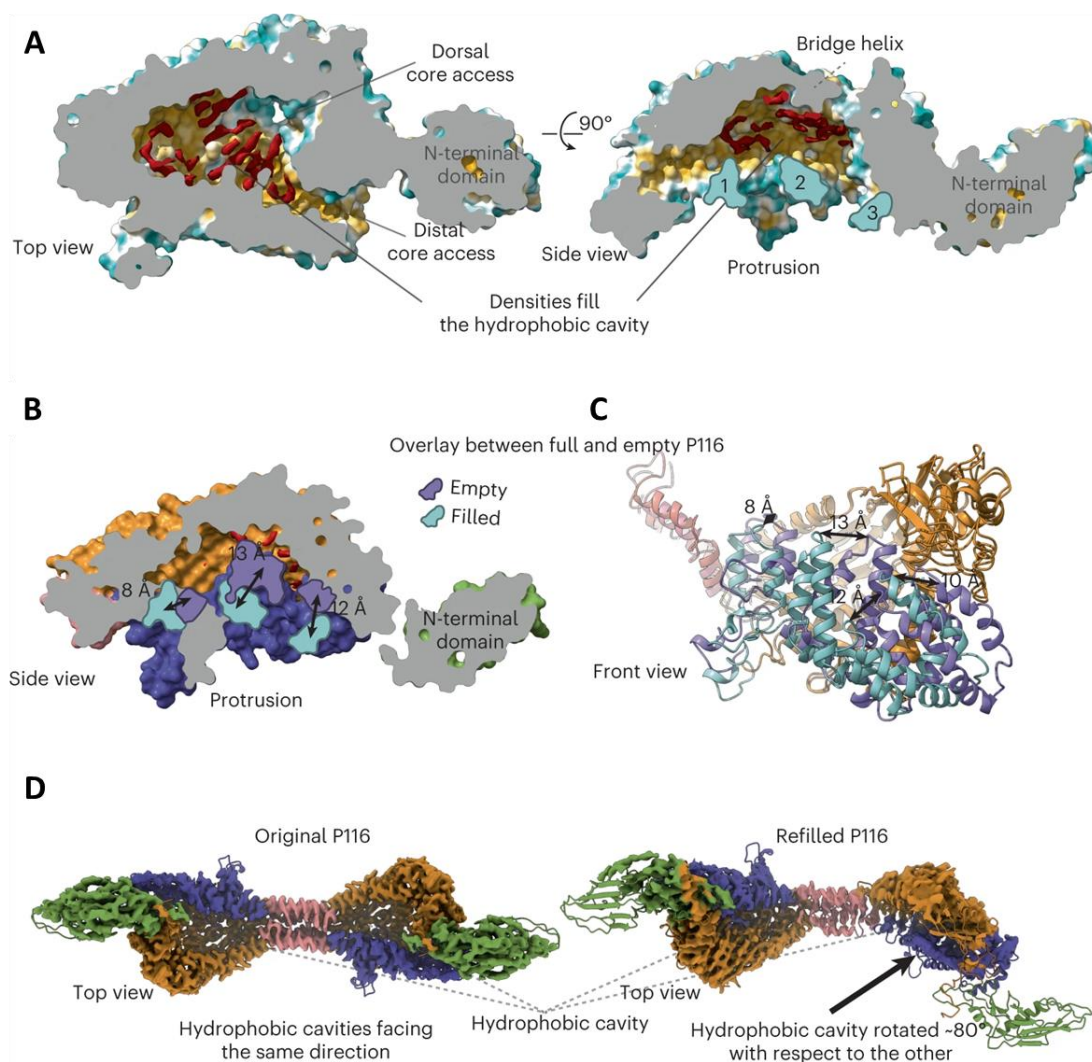 A
Dorsal
core access
Bridge helix
90°
N-terminal
domain
N-terminal
domain
1
2
3
Top view
Distal
core access
Side view
Protrusion
Densities fill
the hydrophobic cavity
B
C
Overlay between full and empty P116
Empty
Filled
8 Å
13 Å
12 Å
N-terminal
domain
Side view
Protrusion
8 Å
13 Å
10 Å
12 Å
Front view
D
Original P116
Refilled P116
Top view
Top view
Hydrophobic cavity
Hydrophobic cavities facing
the same direction
Hydrophobic cavity rotated ~80°
with respect to the other